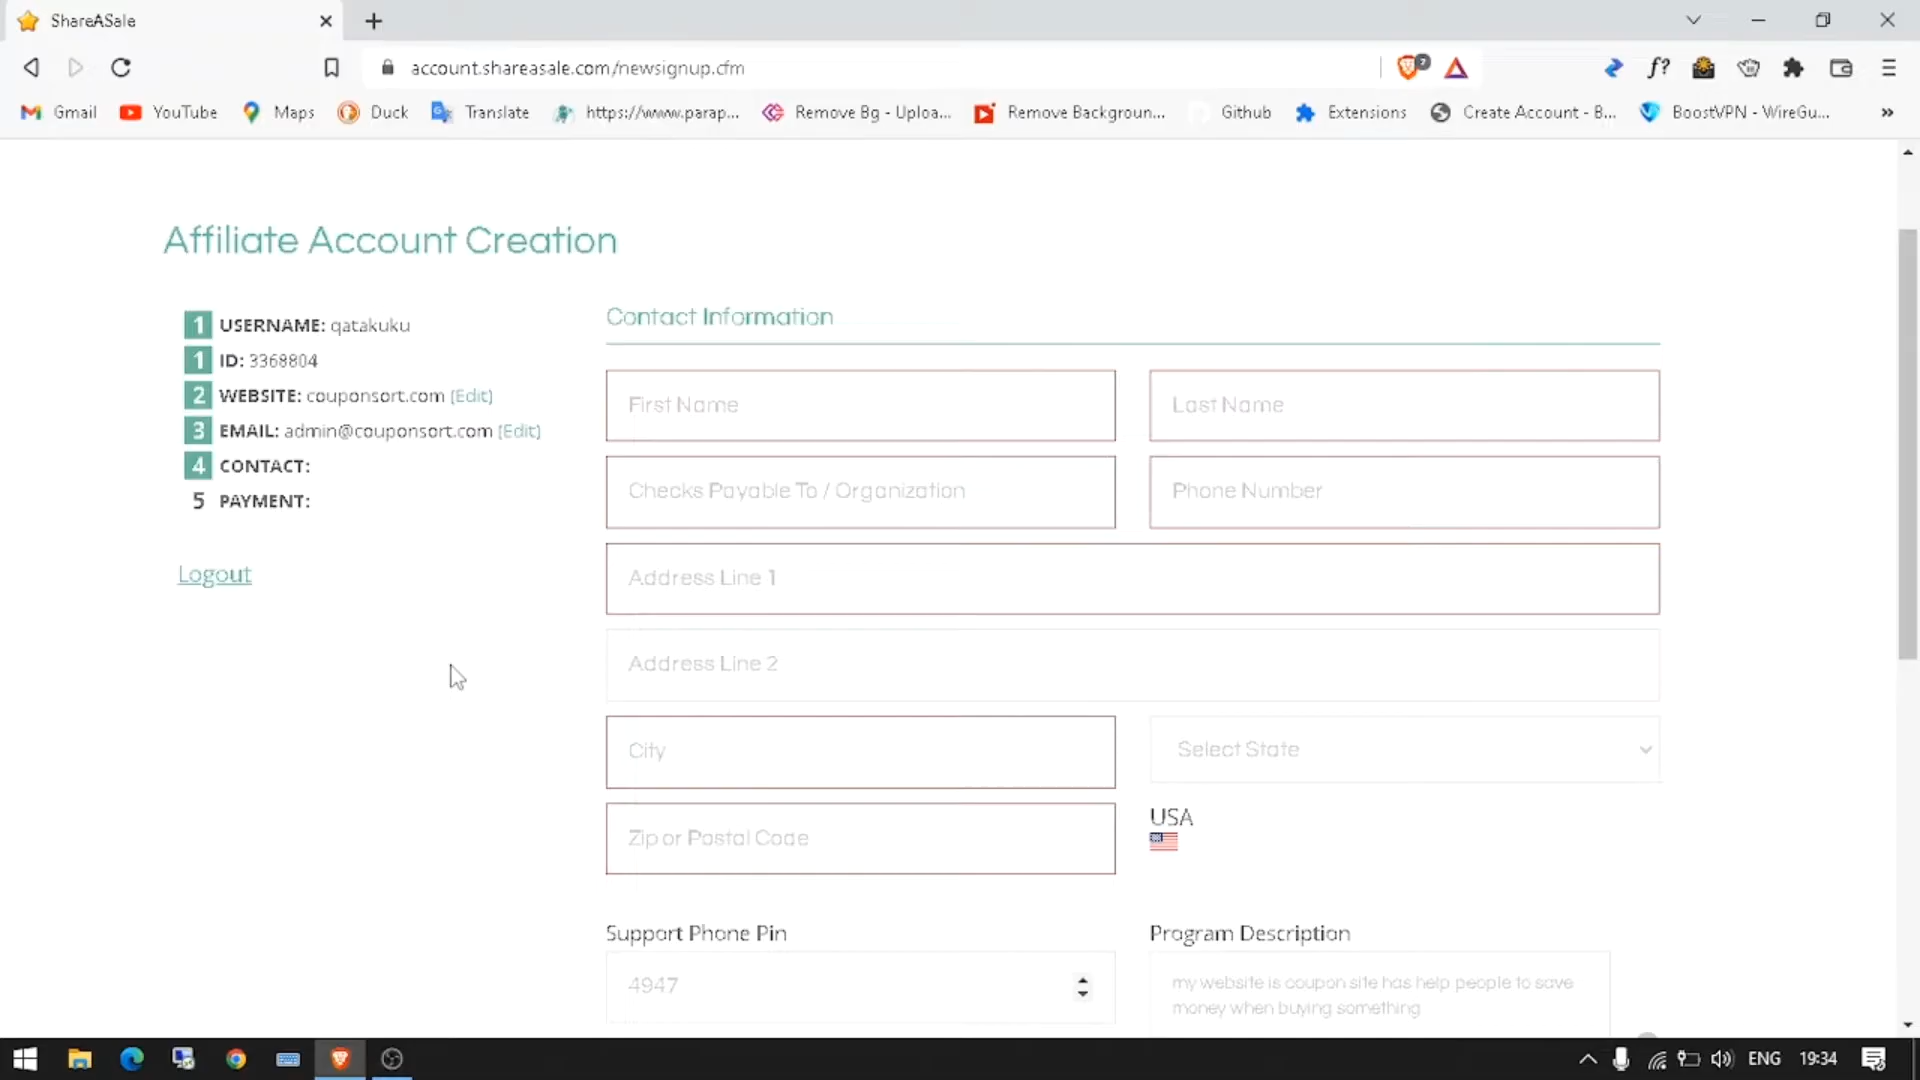 ShareASale
account.shareasale.com/newsignup.cfm
7
f?
Gmail
YouTube
Maps
Duck
Translate
https://www.parap...
Remove Bg - Uploa...
Remove Backgroun...
Github
Extensions
Create Account - B...
BoostVPN - WireGu...
»
Affiliate Account Creation
1 USERNAME: qatakuku
1 ID: 3368804
2 WEBSITE: couponsort.com (Edit)
3 EMAIL: admin@couponsort.com (Edit)
4 CONTACT:
5 PAYMENT:
Logout
Contact Information
First Name
Last Name
Checks Payable To / Organization
Phone Number
Address Line 1
Address Line 2
City
Select State
Zip or Postal Code
USA
Support Phone Pin
4947
Program Description
my website is coupon site has help people to save
money when buying something
ENG
19:34